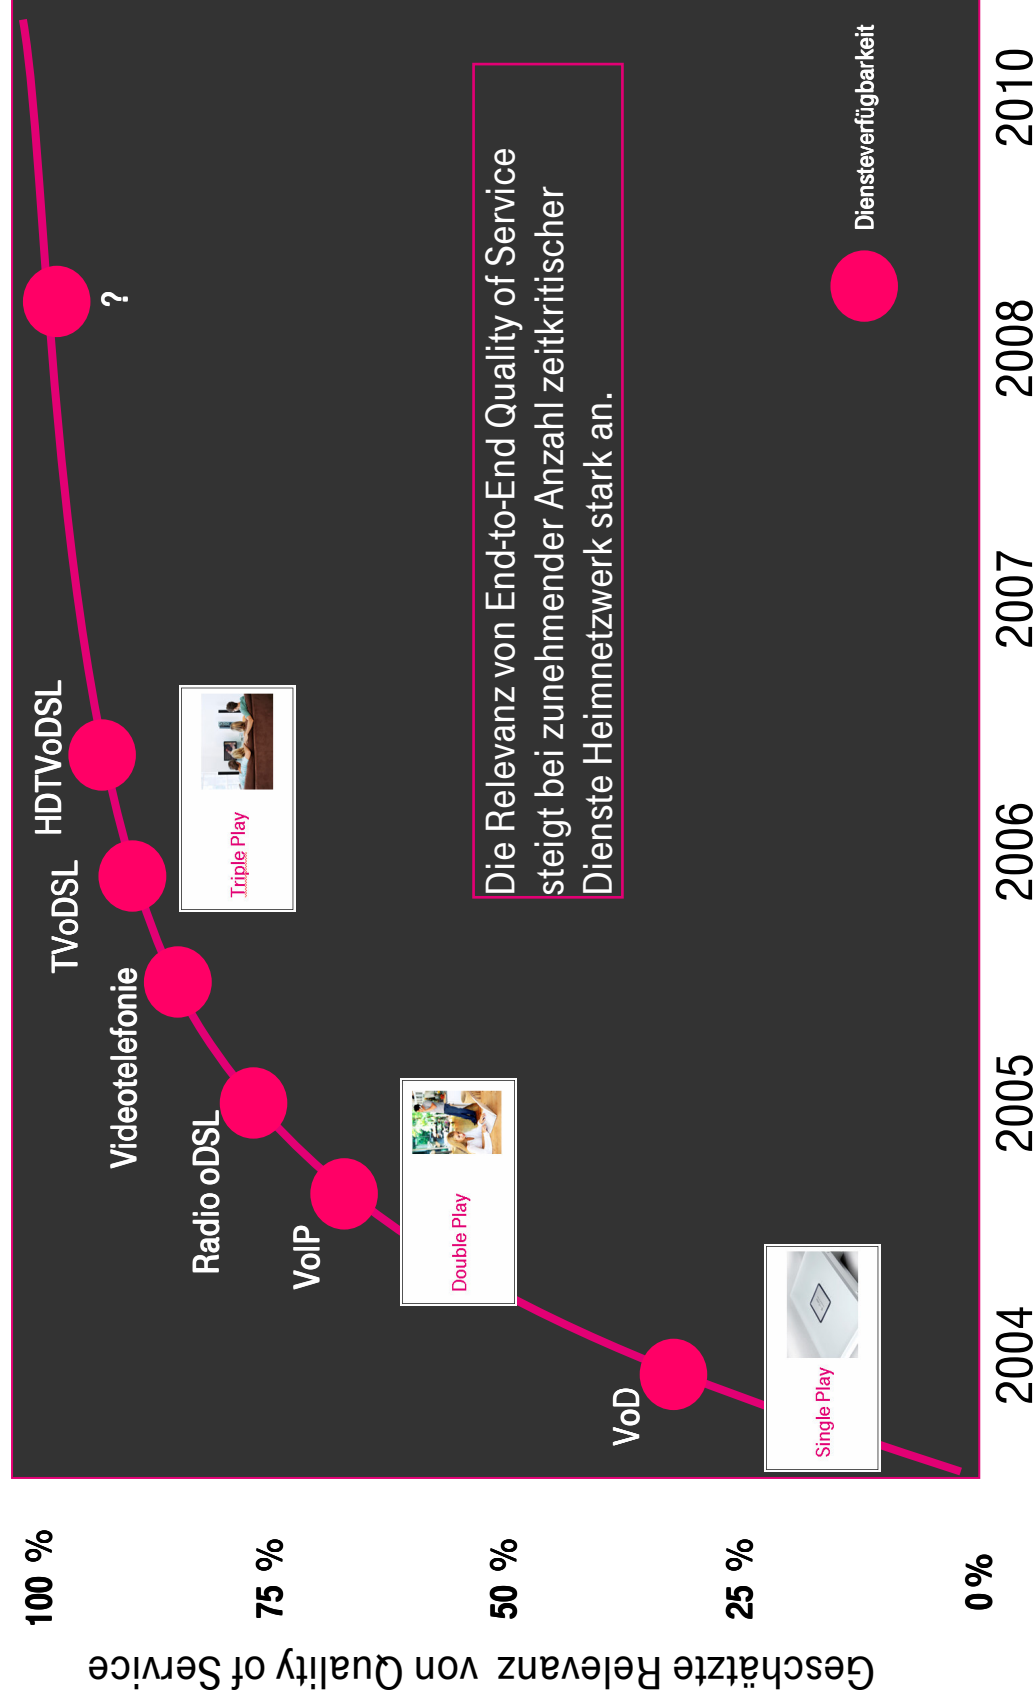 Geschätzte Relevanz von Quality of Service
100 %
75 %
50 %
25 %
0 %
HDTVoDSL
TVoDSL
Videotelefonie
Radio oDSL
VoIP
VoD
?
Triple Play
Double Play
Single Play
Die Relevanz von End-to-End Quality of Service
steigt bei zunehmender Anzahl zeitkritischer
Dienste Heimnetzwerk stark an.
Diensteverfügbarkeit
2004
2005
2006
2007
2008
2010